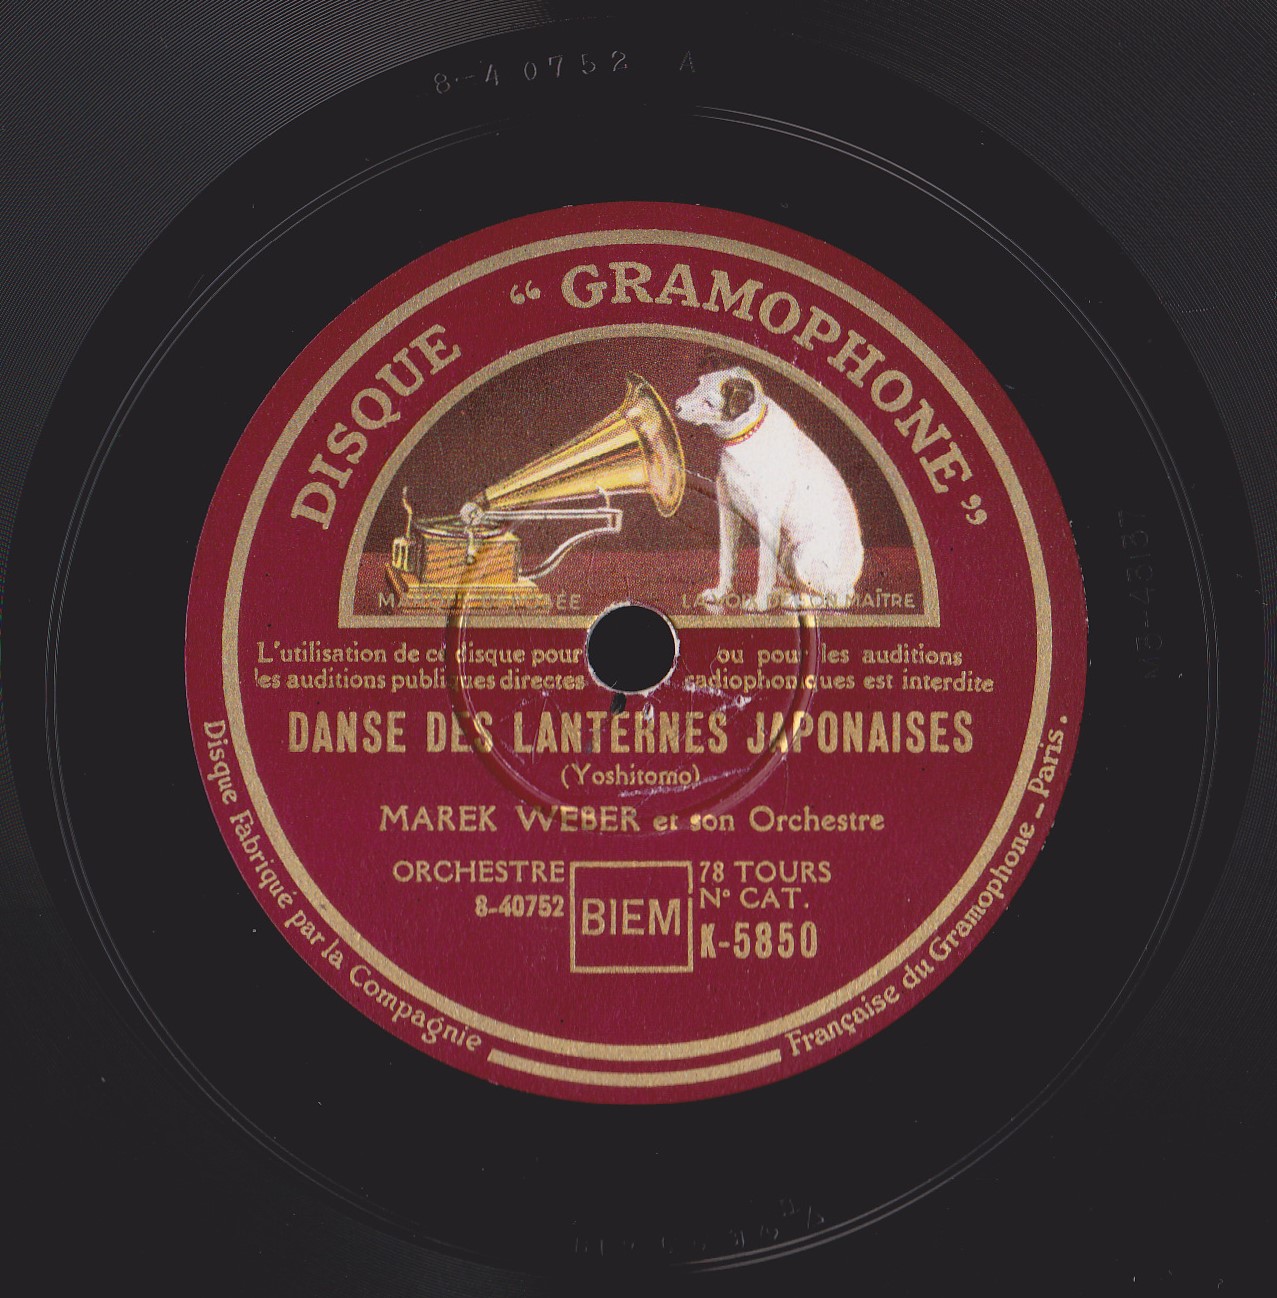 8-40752 A
DISQUE “GRAMOPHONE”
MARQUE DÉPOSÉE LA VOIX DE SON MAÎTRE
L'utilisation de ce disque pour ou pour les auditions
les auditions publiques directes radiophoniques est interdite
DANSE DES LANTERNES JAPONAISES
(Yoshitomo)
MAREK WEBER et son Orchestre
ORCHESTRE
8-40752
BIEM
78 TOURS
Nº CAT.
K-5850
Disque Fabriqué par la Compagnie Française du Gramophone _ Paris.